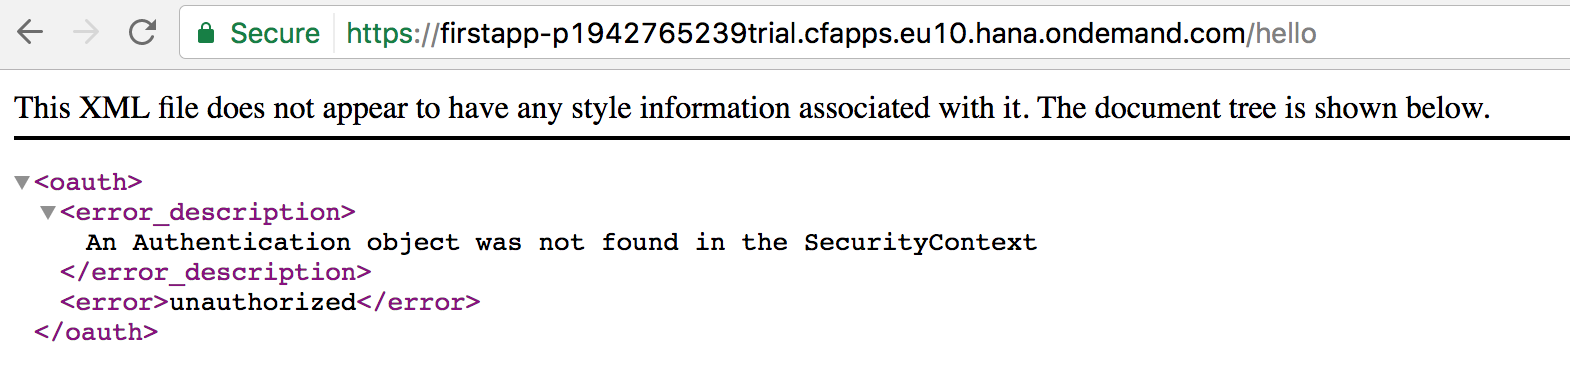 Secure https://firstapp-p1942765239trial.cfapps.eu10.hana.ondemand.com/hello
This XML file does not appear to have any style information associated with it. The document tree is shown below.
▼<oauth>
▼<error_description>
An Authentication object was not found in the SecurityContext
</error_description>
<error>unauthorized</error>
</oauth>